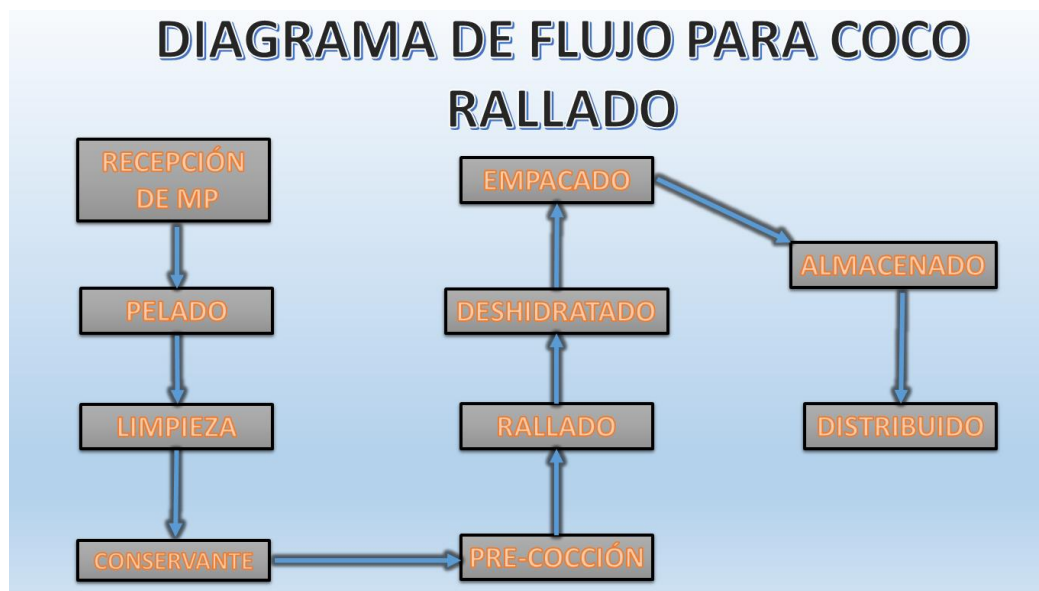 DIAGRAMA DE FLUJO PARA COCO
RALLADO
RECEPCIÓN
DE MP
PELADO
LIMPIEZA
CONSERVANTE
PRE-COCCIÓN
RALLADO
DESHIDRATADO
EMPACADO
ALMACENADO
DISTRIBUIDO